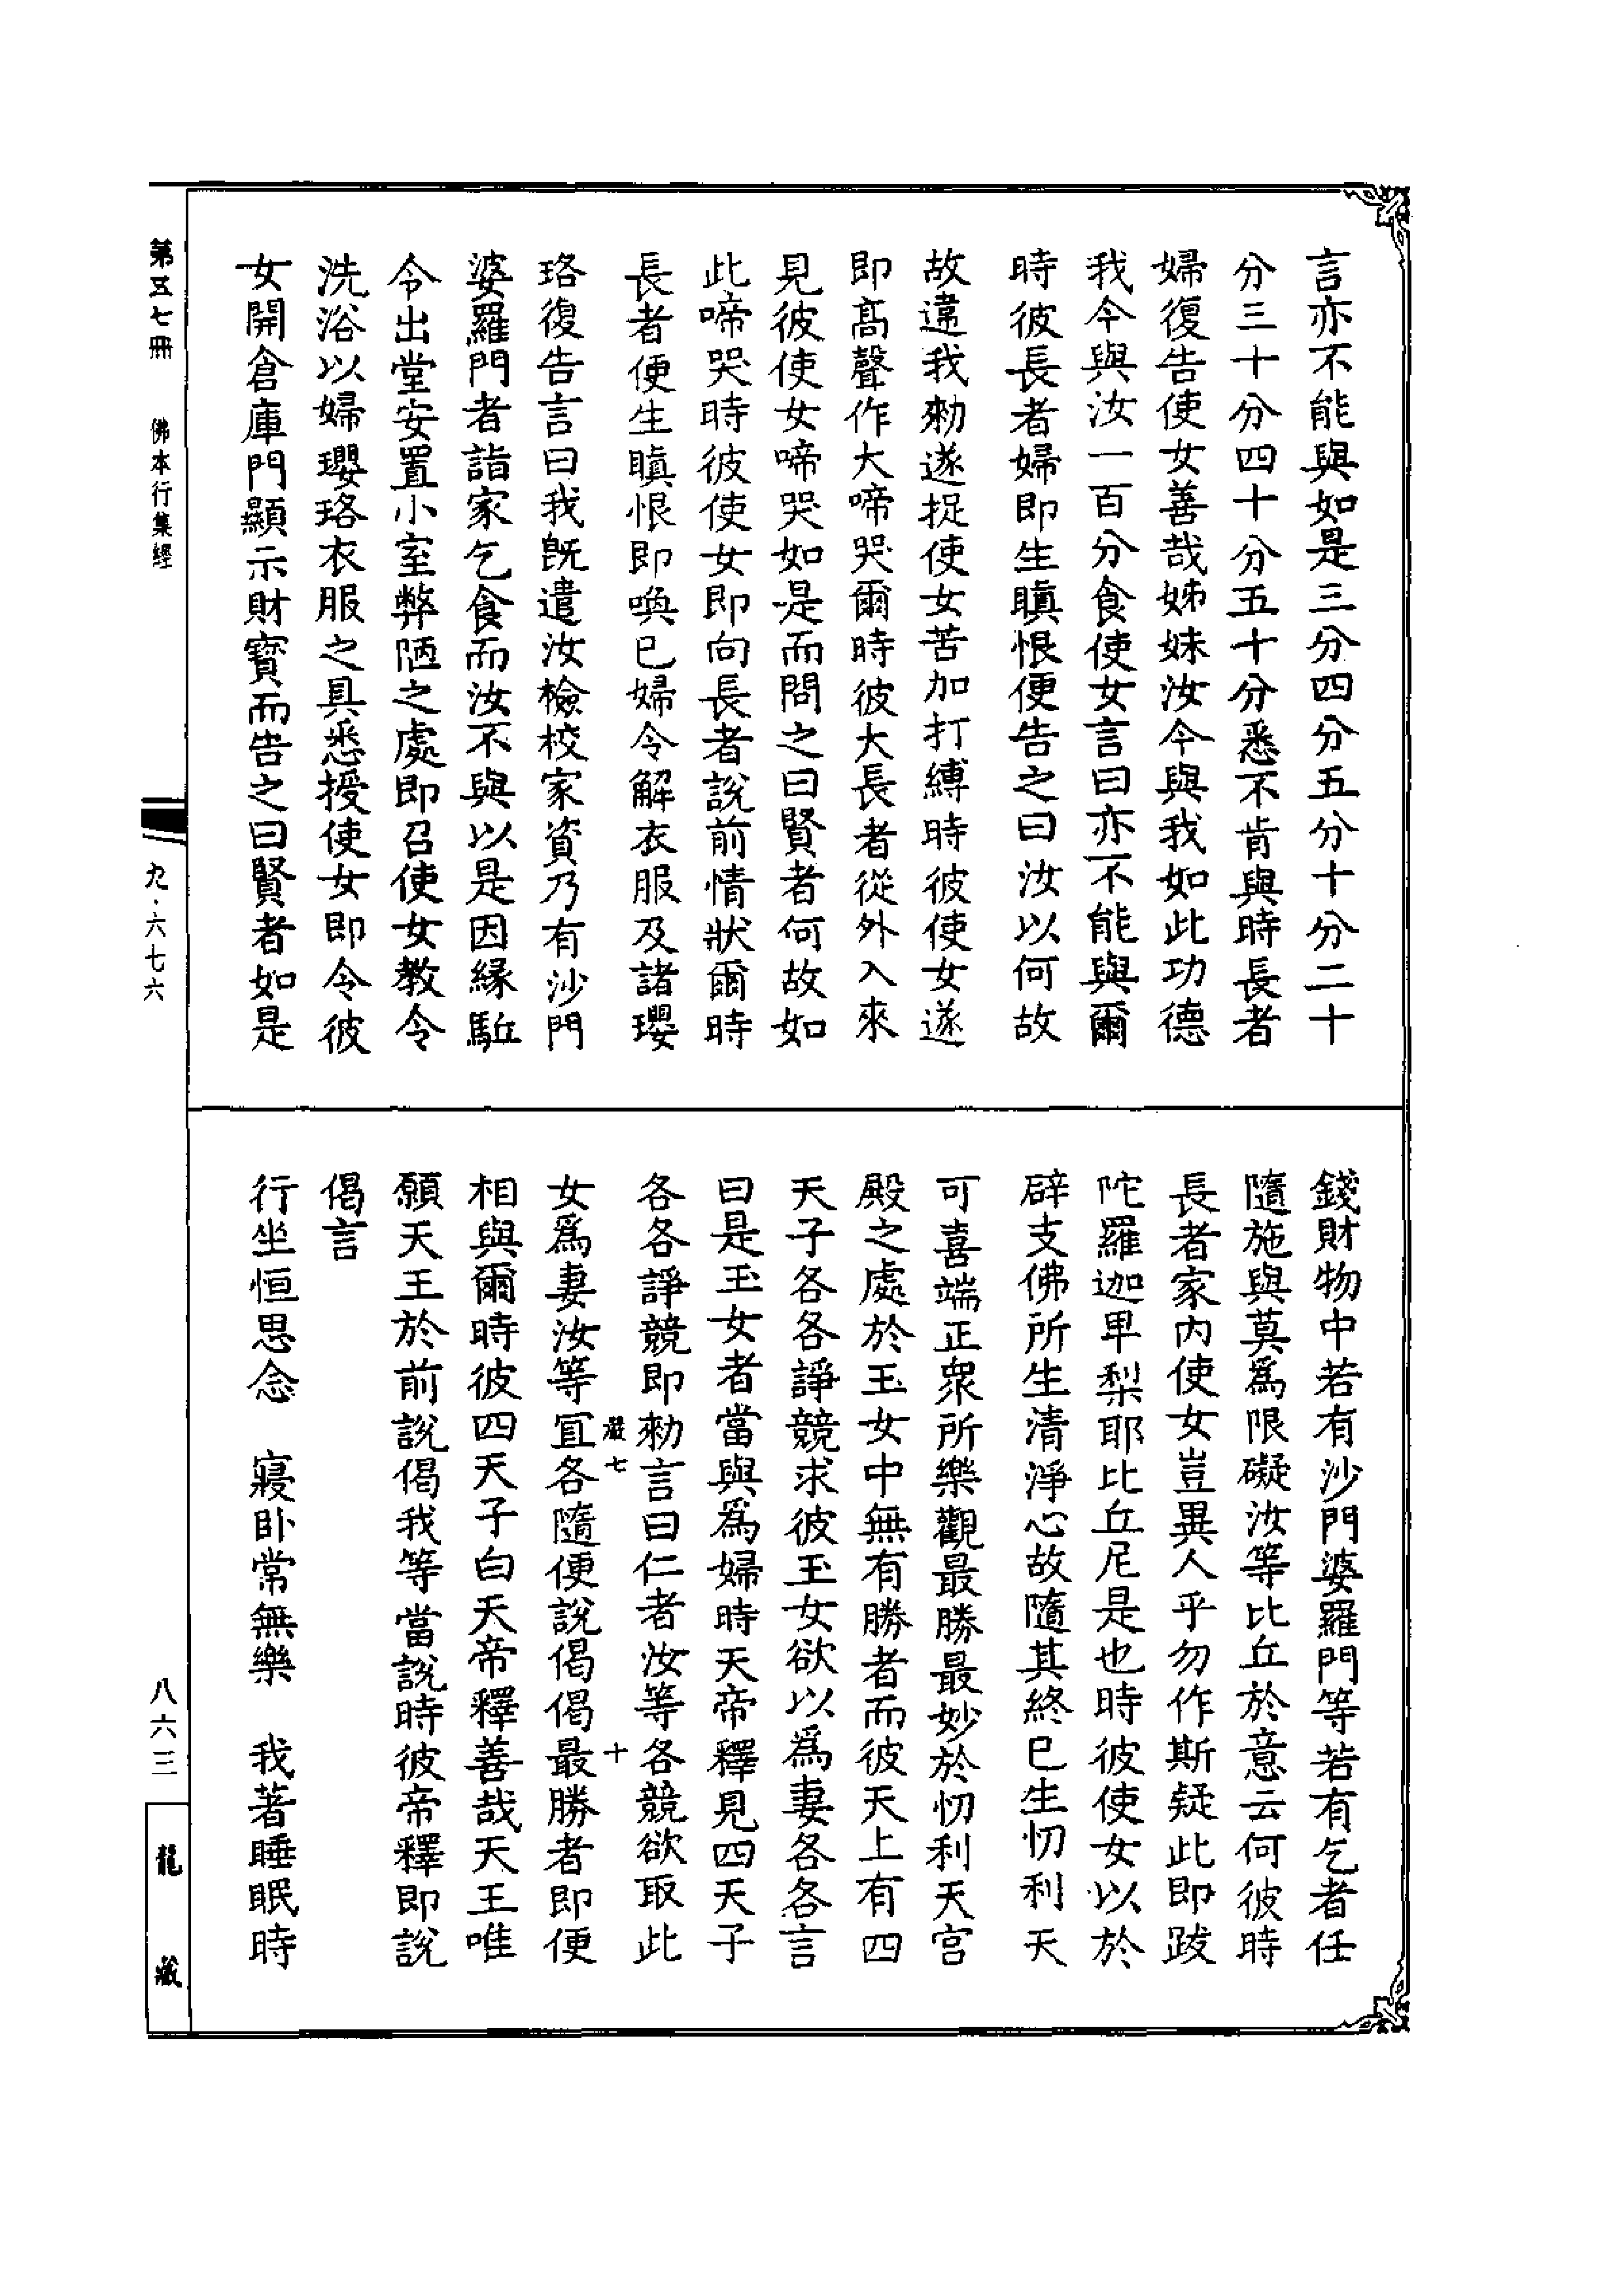 言亦不能與如是三分四分五分十分二十
分三十分四十分五十分悉不肯與時長者
婦復告使女善哉姊妹汝今與我如此功德
我今與汝一百分食使女言曰亦不能與爾
時彼長者婦即生瞋恨便告之曰汝以何故
故違我勑遂捉使女苦加打縛時彼使女遂
即高聲作大啼哭爾時彼大長者從外入來
見彼使女啼哭如是而問之曰賢者何故如
此啼哭時彼使女即向長者說前情狀爾時
長者便生瞋恨即喚已婦令解衣服及諸瓔
珞復告言曰我旣遣汝檢校家資乃有沙門
婆羅門者詣家乞食而汝不與以是因緣駈
令出堂安置小室弊陋之處即召使女教令
洗浴以婦瓔珞衣服之具悉授使女即令彼
女開倉庫門顯示財寳而告之曰賢者如是
錢財物中若有沙門婆羅門等若有乞者任
隨施與莫爲限礙汝等比丘於意云何彼時
長者家內使女豈異人乎勿作斯疑此即跋
陀羅迦卑梨耶比丘尼是也時彼使女以於
辟支佛所生清淨心故隨其終已生忉利天
可喜端正衆所樂觀最勝最妙於忉利天宮
殿之處於玉女中無有勝者而彼天上有四
天子各各諍競求彼玉女欲以爲妻各各言
曰是玉女者當與爲婦時天帝釋見四天子
各各諍競即勑言曰仁者汝等各競欲取此
嚴七 十
女爲妻汝等宜各隨便說偈偈最勝者即便
相與爾時彼四天子白天帝釋善哉天王唯
願天王於前說偈我等當說時彼帝釋即說
偈言
行坐恒思念 寢卧常無樂 我著睡眠時
第五七冊 佛本行集經 九·六七六 八六三 龍藏